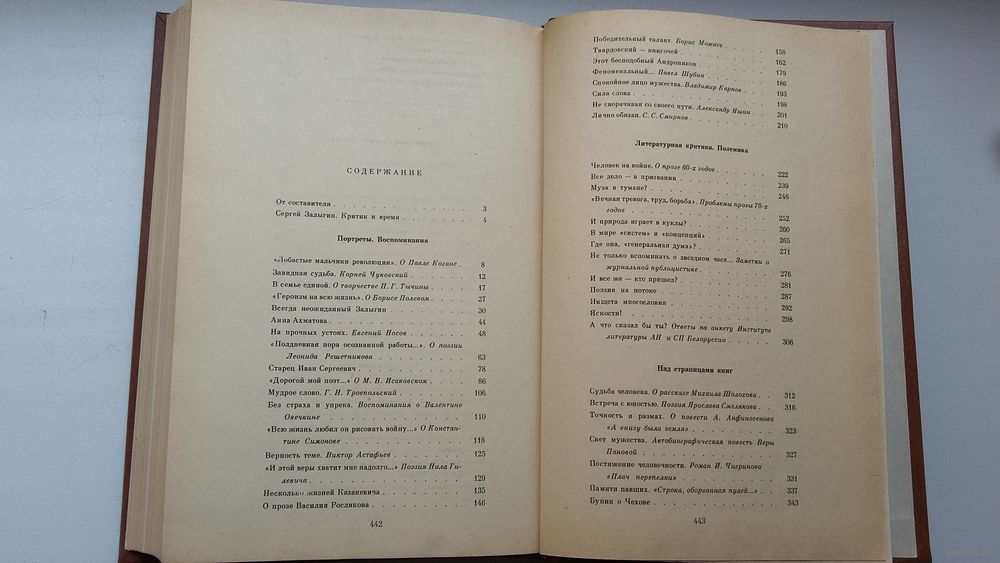 СОДЕРЖАНИЕ
От составителя . . . . . . . . . . . . . 3
Сергей Залыгин. Критик и время . . . . . . . 4
Портреты. Воспоминания
«Лобастые мальчики революции». О Павле Когане . 8
Завидная судьба. Корней Чуковский . . . . . . 12
В семье единой. О творчестве П. Г. Тычины . . . 17
«Героизм на всю жизнь». О Борисе Полевом . . . 27
Всегда неожиданный Залыгин . . . . . . . . 30
Анна Ахматова . . . . . . . . . . . . . 44
На прочных устоях. Евгений Носов . . . . . . 48
«Полдневная пора осознанной работы...». О поэзии
Леонида Решетникова . . . . . . . . . . 63
Старец Иван Сергеевич . . . . . . . . . . 78
«Дорогой мой поэт...» О М. В. Исаковском . . . . 86
Мудрое слово. Г. Н. Троепольский . . . . . . 106
Без страха и упрека. Воспоминания о Валентине
Овечкине . . . . . . . . . . . . . 110
«Всю жизнь любил он рисовать войну...» О Констан-
тине Симонове . . . . . . . . . . . 118
Верность теме. Виктор Астафьев . . . . . . . 125
«И этой веры хватит мне надолго...» Поэзия Нила Ги-
левича . . . . . . . . . . . . . . 129
Несколько жизней Казакевича . . . . . . . . 135
О прозе Василия Рослякова . . . . . . . . . 146
442
Победительный талант. Борис Можаев . . . . . 158
Твардовский — книгочей . . . . . . . . . . 162
Этот бесподобный Андроников . . . . . . . . 179
Феноменальный... Павел Шубин . . . . . . . 186
Спокойное лицо мужества. Владимир Карпов . . . 193
Сила слова . . . . . . . . . . . . . . 198
Не сворачивая со своего пути. Александр Яшин . . 201
Лично обязан. С. С. Смирнов . . . . . . . . 210
Литературная критика. Полемика
Человек на войне. О прозе 60-х годов . . . . . 222
Все дело — в призвании . . . . . . . . . . 239
Муза в тумане? . . . . . . . . . . . . . 246
«Вечная тревога, труд, борьба». Проблемы прозы 70-х
годов . . . . . . . . . . . . . . 252
И природа играет в куклы? . . . . . . . . . 260
В мире «систем» и «концепций» . . . . . . . 265
Где она, «генеральная дума»? . . . . . . . . 271
Не только вспоминать о звездном часе... Заметки о
журнальной публицистике . . . . . . . . 276
И все же — кто пришел? . . . . . . . . . . 281
Поэзия на потоке . . . . . . . . . . . . 287
Нищета многословия . . . . . . . . . . . 292
Ясности! . . . . . . . . . . . . . . . 298
А что сказал бы ты? Ответы на анкету Института
литературы АН и СП Белоруссии . . . . . . 306
Над страницами книг
Судьба человека. О рассказе Михаила Шолохова . . 312
Встреча с юностью. Поэзия Ярослава Смелякова . . 316
Точность и размах. О повести А. Анфиногенова
«А внизу была земля» . . . . . . . . . 323
Свет мужества. Автобиографическая повесть Веры
Пановой . . . . . . . . . . . . . 327
Постижение человечности. Роман И. Чигринова
«Плач перепелки» . . . . . . . . . . . 331
Памяти павших. «Строка, оборванная пулей...» . . 337
Бунин о Чехове . . . . . . . . . . . . . 343
443
www.ay.by